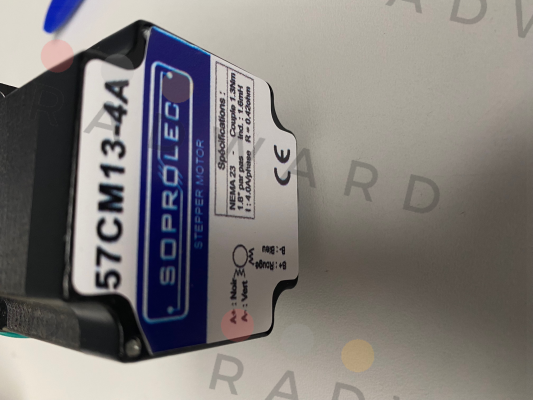 57CM13-4A
SOPROLEC
STEPPER MOTOR
Spécifications :
NEMA 23 - Couple 1.3Nm
1.8° par pas Ind. : 1.6mH
I : 4.0A/phase R = 0.42ohm
CE
A+ : Noir
A- : Vert
B+ : Rouge
B- : Bleu
ADWARD
RADW